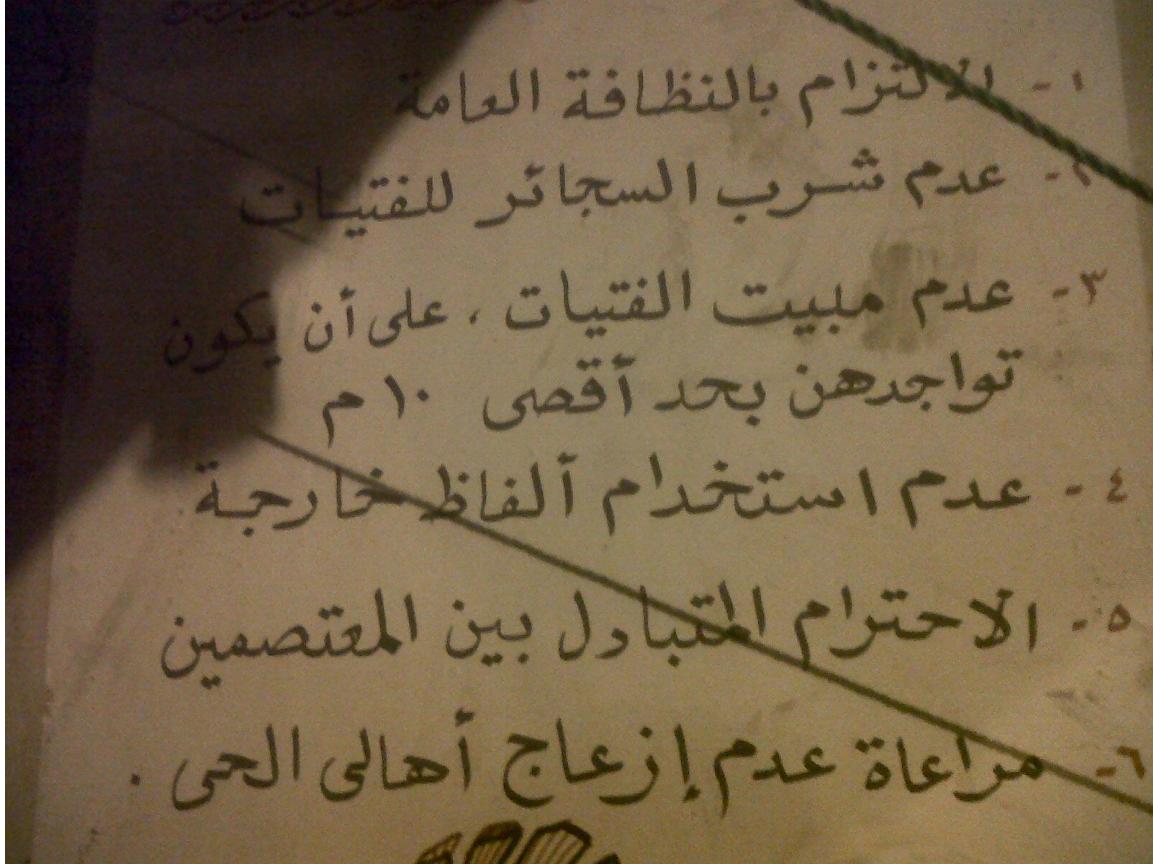 ١- الالتزام بالنظافة العامة
٢- عدم شرب السجائر للفتيات
٣- عدم مبيت الفتيات، على أن يكون
تواجدهن بحد أقصى ١٠ م
٤- عدم استخدام ألفاظ خارجة
٥- الاحترام المتبادل بين المعتصمين
٦- مراعاة عدم إزعاج أهالى الحى.